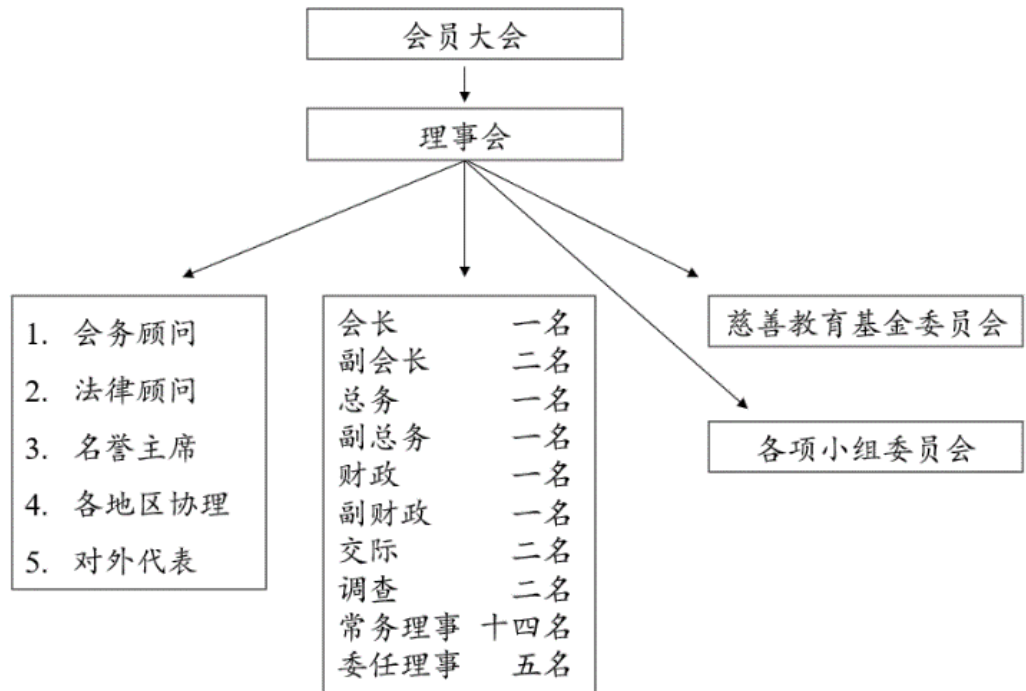 会员大会
理事会
1. 会务顾问
2. 法律顾问
3. 名誉主席
4. 各地区协理
5. 对外代表
会长 一名
副会长 二名
总务 一名
副总务 一名
财政 一名
副财政 一名
交际 二名
调查 二名
常务理事 十四名
委任理事 五名
慈善教育基金委员会
各项小组委员会